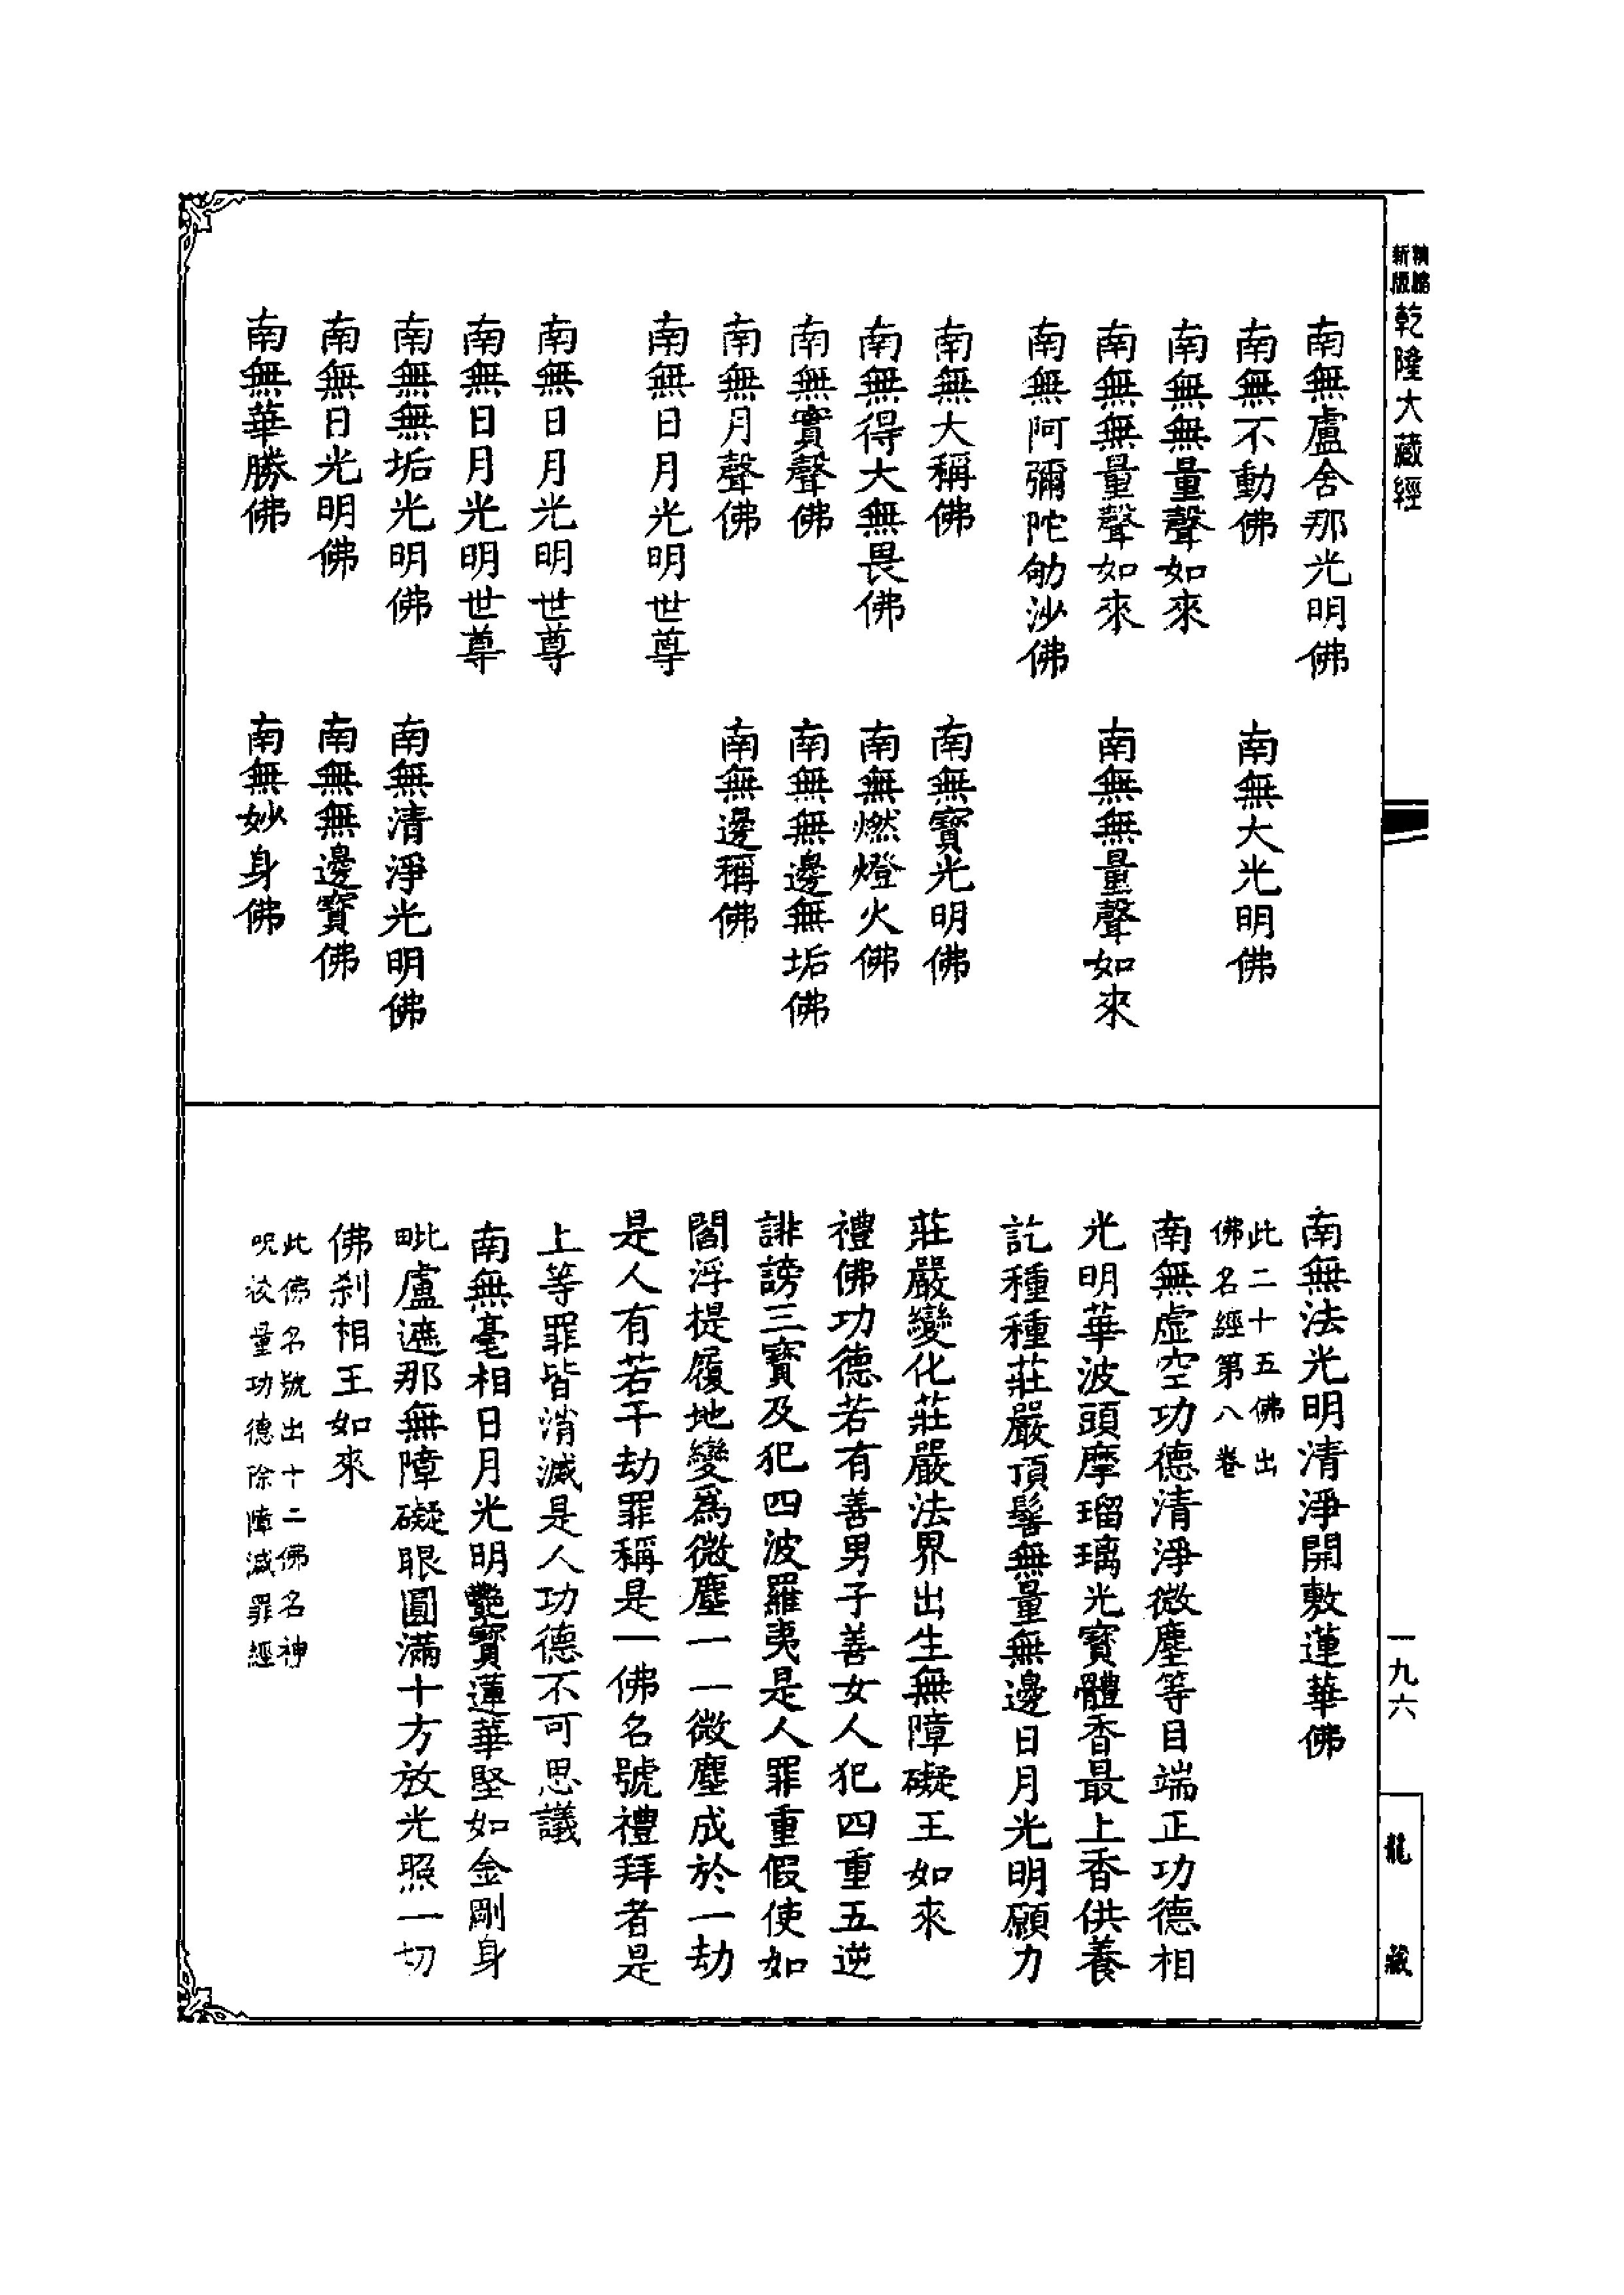 精縮新版
乾隆大藏經
南無盧舍那光明佛
南無不動佛　南無大光明佛
南無無量聲如來
南無無量聲如來　南無無量聲如來
南無阿彌陀劬沙佛
南無大稱佛　南無寶光明佛
南無得大無畏佛　南無燃燈火佛
南無實聲佛　南無無邊無垢佛
南無月聲佛　南無邊稱佛
南無日月光明世尊
南無日月光明世尊
南無日月光明世尊
南無無垢光明佛　南無清淨光明佛
南無日光明佛　南無無邊寶佛
南無華勝佛　南無妙身佛
南無法光明清淨開敷蓮華佛
此二十五佛出
佛名經第八卷
南無虛空功德清淨微塵等目端正功德相
光明華波頭摩瑠璃光寶體香最上香供養
訖種種莊嚴頂髻無量無邊日月光明願力
莊嚴變化莊嚴法界出生無障礙王如來
禮佛功德若有善男子善女人犯四重五逆
誹謗三寶及犯四波羅夷是人罪重假使如
閻浮提履地變爲微塵一一微塵成於一劫
是人有若干劫罪稱是一佛名號禮拜者是
上等罪皆消滅是人功德不可思議
南無毫相日月光明豔寶蓮華堅如金剛身
毗盧遮那無障礙眼圓滿十方放光照一切
佛刹相王如來
此佛名號出十二佛名神
呪校量功德除障滅罪經
一九六
龍藏